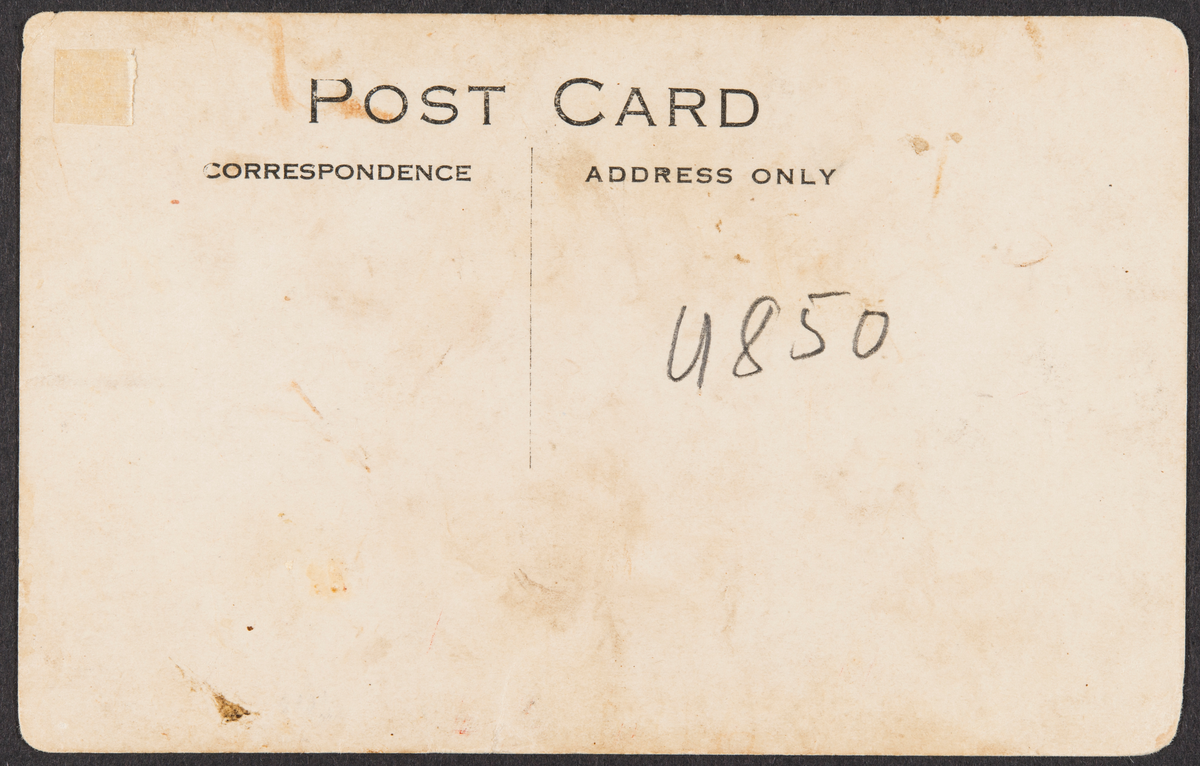 POST CARD
CORRESPONDENCE
ADDRESS ONLY
4850